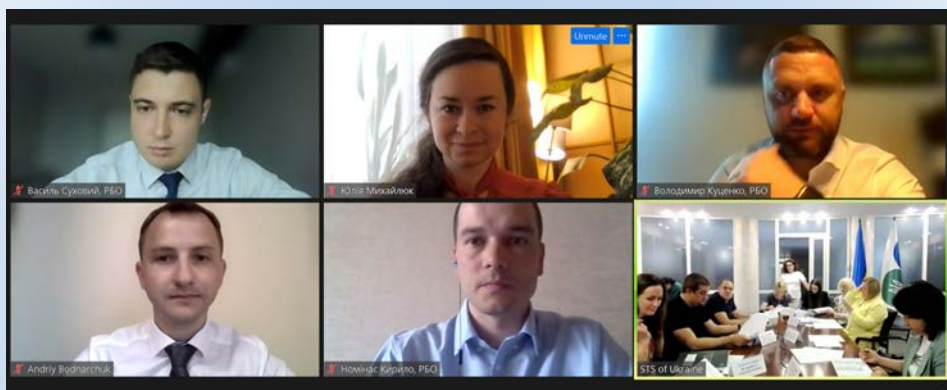 Unmute
Василь Суховий, РБО
Юлія Михайлюк
Володимир Куценко, РБО
Andriy Bodnarchuk
Номінас Кирило, РБО
STS of Ukraine